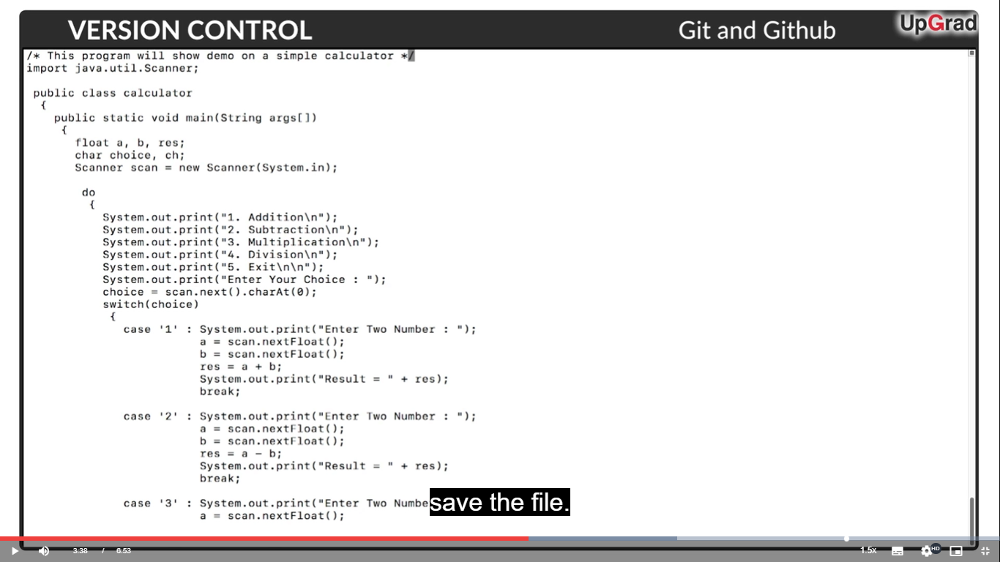 VERSION CONTROL
Git and Github
UpGrad
/* This program will show demo on a simple calculator */
import java.util.Scanner;
public class calculator
{
public static void main(String args[])
{
float a, b, res;
char choice, ch;
Scanner scan = new Scanner(System.in);
do
{
System.out.print("1. Addition\n");
System.out.print("2. Subtraction\n");
System.out.print("3. Multiplication\n");
System.out.print("4. Division\n");
System.out.print("5. Exit\n\n");
System.out.print("Enter Your Choice : ");
choice = scan.next().charAt(0);
switch(choice)
{
case '1' : System.out.print("Enter Two Number : ");
a = scan.nextFloat();
b = scan.nextFloat();
res = a + b;
System.out.print("Result = " + res);
break;
case '2' : System.out.print("Enter Two Number : ");
a = scan.nextFloat();
b = scan.nextFloat();
res = a - b;
System.out.print("Result = " + res);
break;
case '3' : System.out.print("Enter Two Numbe
save the file.
a = scan.nextFloat();
3:38 / 6:53
1.5x
HD